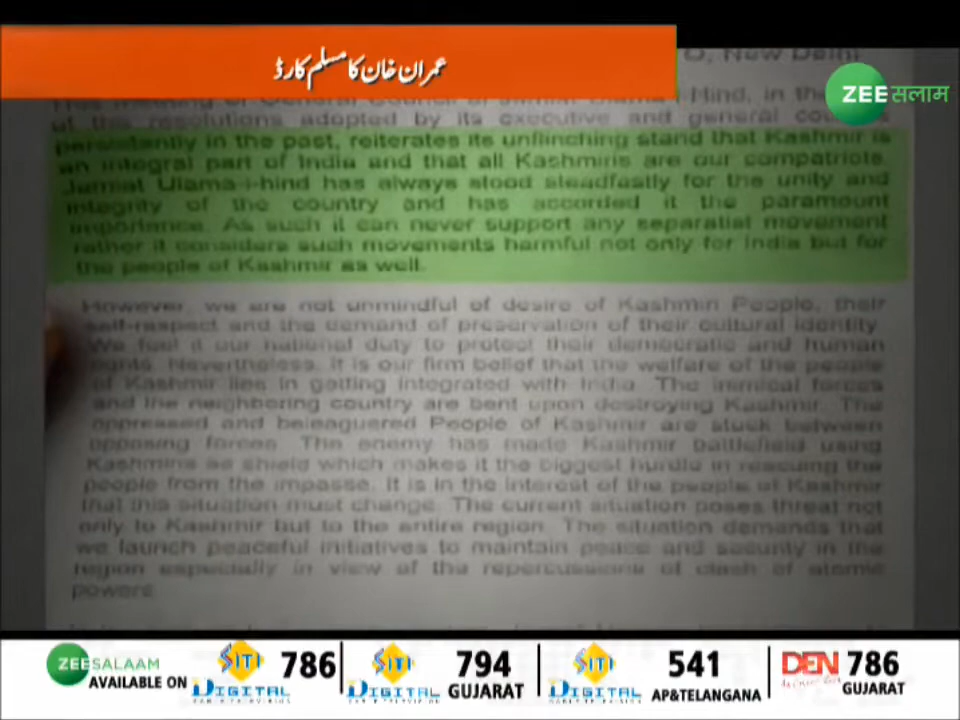 عمران خان کا مسلم کارڈ
O, New Delhi
ZEE सलाम
This meeting of General Council of Jamiat Ulama-i-Hind, in the
of the resolutions adopted by its executive and general
persistently in the past, reiterates its unflinching stand that Kashmir is
an integral part of India and that all Kashmiris are our compatriots.
Jamiat Ulama-i-hind has always stood steadfastly for the unity and
integrity of the country and has accorded it the paramount
importance. As such it can never support any separatist movement
rather it considers such movements harmful not only for India but for
the people of Kashmir as well.
However, we are not unmindful of desire of Kashmiri People, their
self-respect and the demand of preservation of their cultural identity.
We feel it our national duty to protect their democratic and human
rights. Nevertheless, it is our firm belief that the welfare of the people
of Kashmir lies in getting integrated with India. The inimical forces
and the neighboring country are bent upon destroying Kashmir. The
oppressed and beleaguered People of Kashmir are stuck between
opposing forces. The enemy has made Kashmir battlefield using
Kashmiris as shield which makes it the biggest hurdle in rescuing the
people from the impasse. It is in the interest of the people of Kashmir
that this situation must change. The current situation poses threat not
only to Kashmir but to the entire region. The situation demands that
we launch peaceful initiatives to maintain peace and security in the
region especially in view of the repercussions of clash of atomic
powers.
ZEE SALAAM
AVAILABLE ON
SITI DIGITAL 786
SITI DIGITAL 794 GUJARAT
SITI DIGITAL 541 AP&TELANGANA
DEN 786 GUJARAT